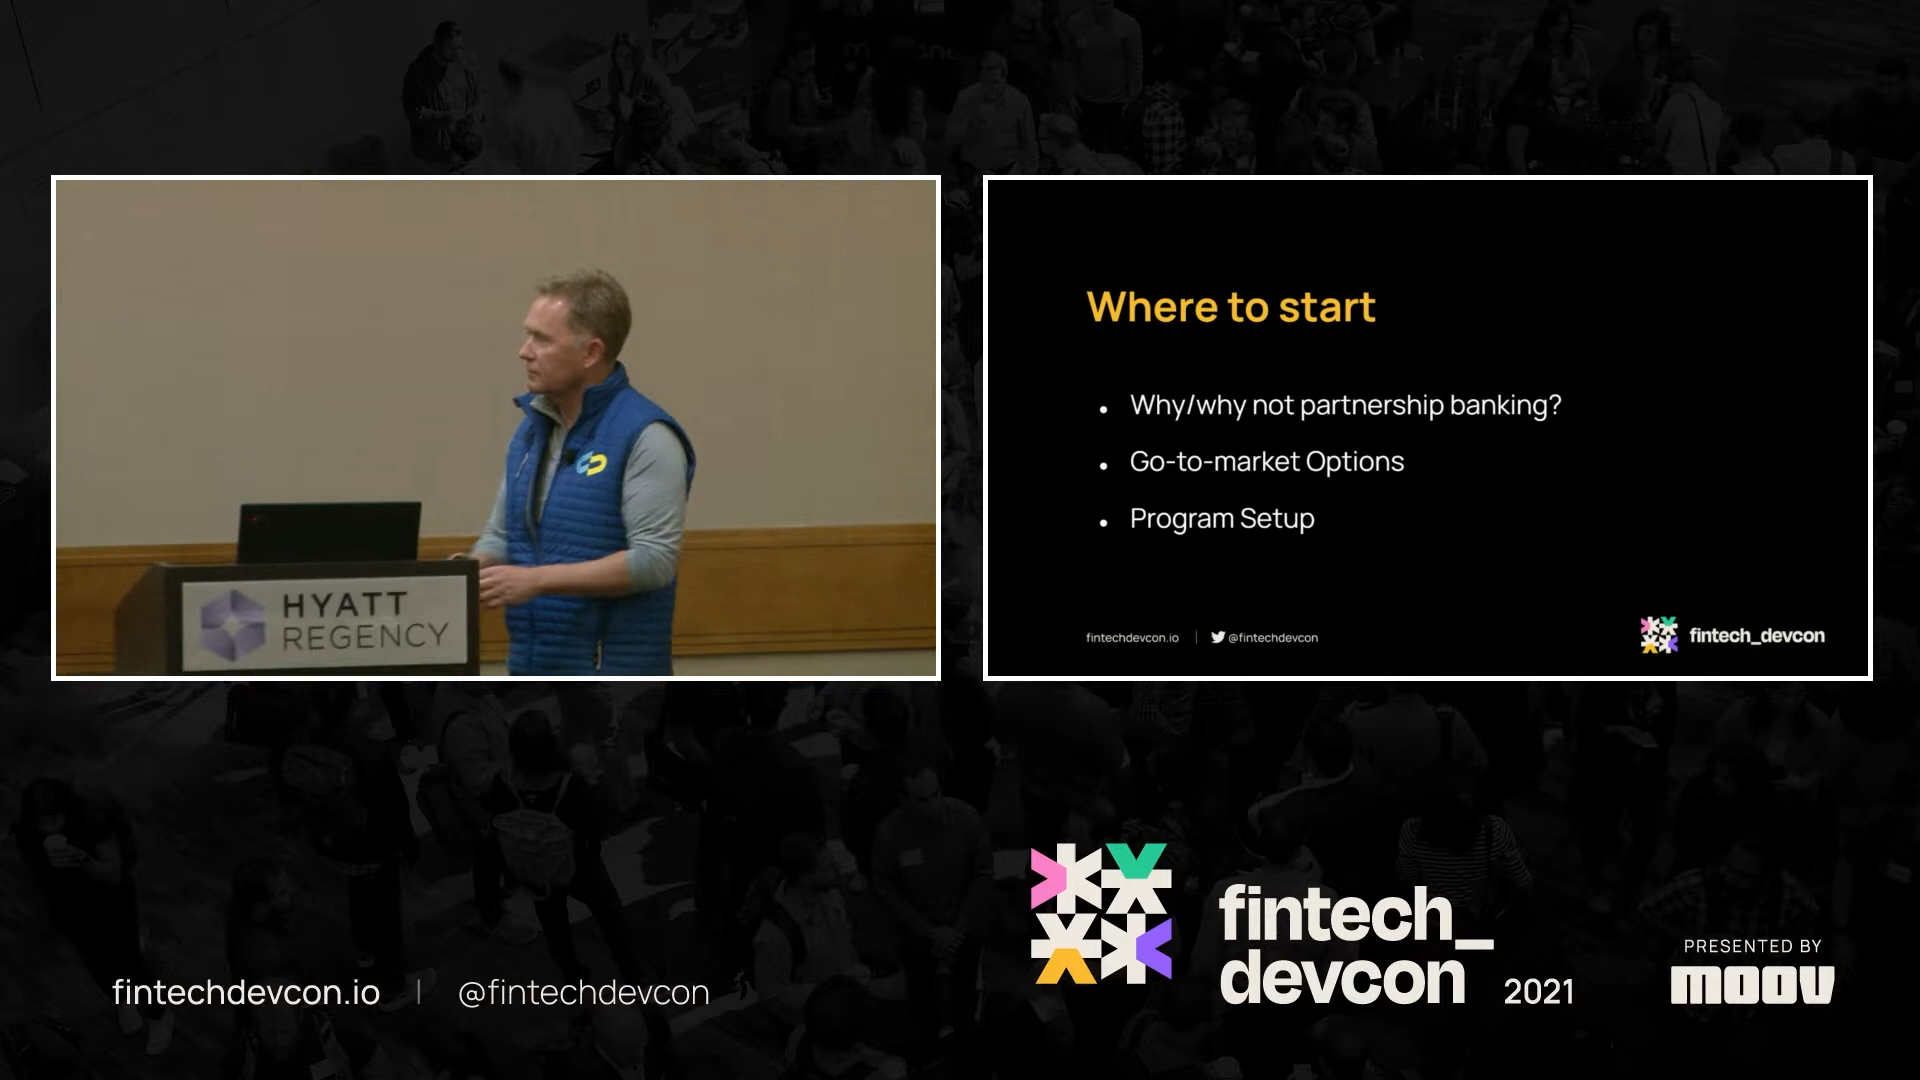 HYATT
REGENCY
Where to start
• Why/why not partnership banking?
• Go-to-market Options
• Program Setup
fintechdevcon.io | @fintechdevcon
fintech_devcon
fintechdevcon.io | @fintechdevcon
fintech_
devcon 2021
PRESENTED BY
moov